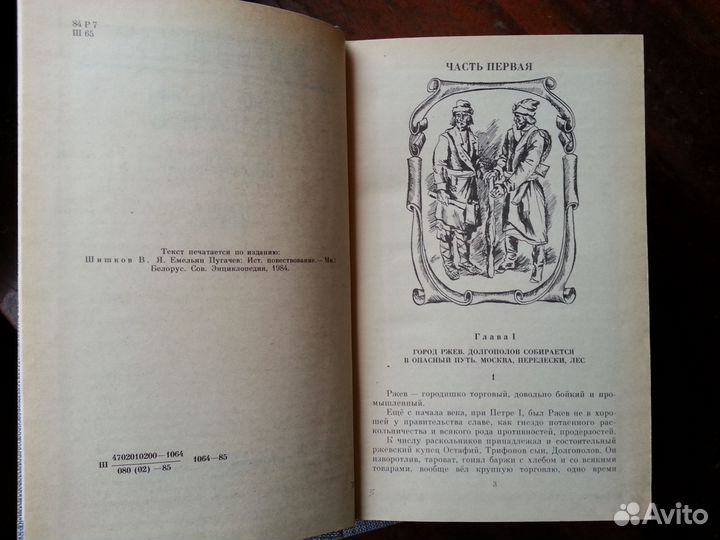 84 Р 7
Ш 65
Текст печатается по изданию:
Шишков В. Я. Емельян Пугачев: Ист. повествование.— Мн.:
Белорус. Сов. Энциклопедия, 1984.
4702010200—1064
Ш 1064—85
080 (02) —85
ЧАСТЬ ПЕРВАЯ
Глава I
ГОРОД РЖЕВ. ДОЛГОПОЛОВ СОБИРАЕТСЯ
В ОПАСНЫЙ ПУТЬ. МОСКВА, ПЕРЕЛЕСКИ, ЛЕС
1
Ржев — городишко торговый, довольно бойкий и про-
мышленный.
Ещё с начала века, при Петре I, был Ржев не в хоро-
шей у правительства славе, как гнездо потаенного рас-
кольничества и всякого рода противностей, продерзостей.
К числу раскольников принадлежал и состоятельный
ржевский купец Остафий, Трифонов сын, Долгополов. Он
изворотлив, тароват, гонял баржи с хлебом и со всякими
товарами, вообще вёл крупную торговлю, одно время
3
Avito